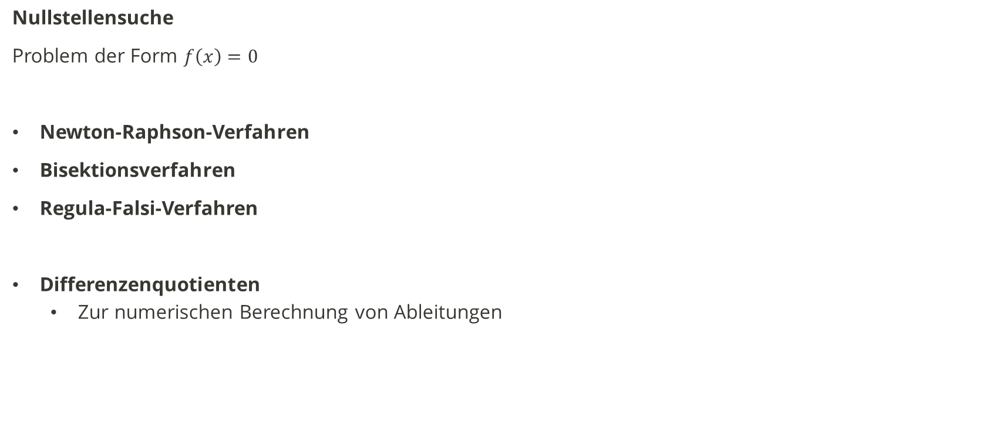 Nullstellensuche
Problem der Form f(x) = 0
• Newton-Raphson-Verfahren
• Bisektionsverfahren
• Regula-Falsi-Verfahren
• Differenzenquotienten
• Zur numerischen Berechnung von Ableitungen